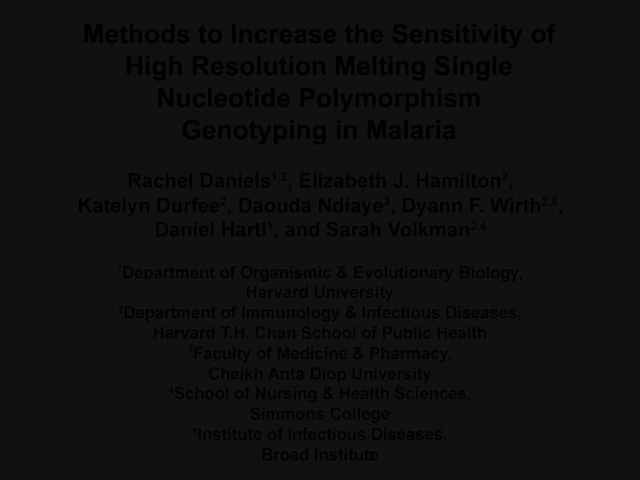 Methods to Increase the Sensitivity of
High Resolution Melting Single
Nucleotide Polymorphism
Genotyping in Malaria
Rachel Daniels1,2, Elizabeth J. Hamilton2,
Katelyn Durfee2, Daouda Ndiaye3, Dyann F. Wirth2,5,
Daniel Hartl1, and Sarah Volkman2,4
1Department of Organismic & Evolutionary Biology,
Harvard University
2Department of Immunology & Infectious Diseases,
Harvard T.H. Chan School of Public Health
3Faculty of Medicine & Pharmacy,
Cheikh Anta Diop University
4School of Nursing & Health Sciences,
Simmons College
5Institute of Infectious Diseases,
Broad Institute